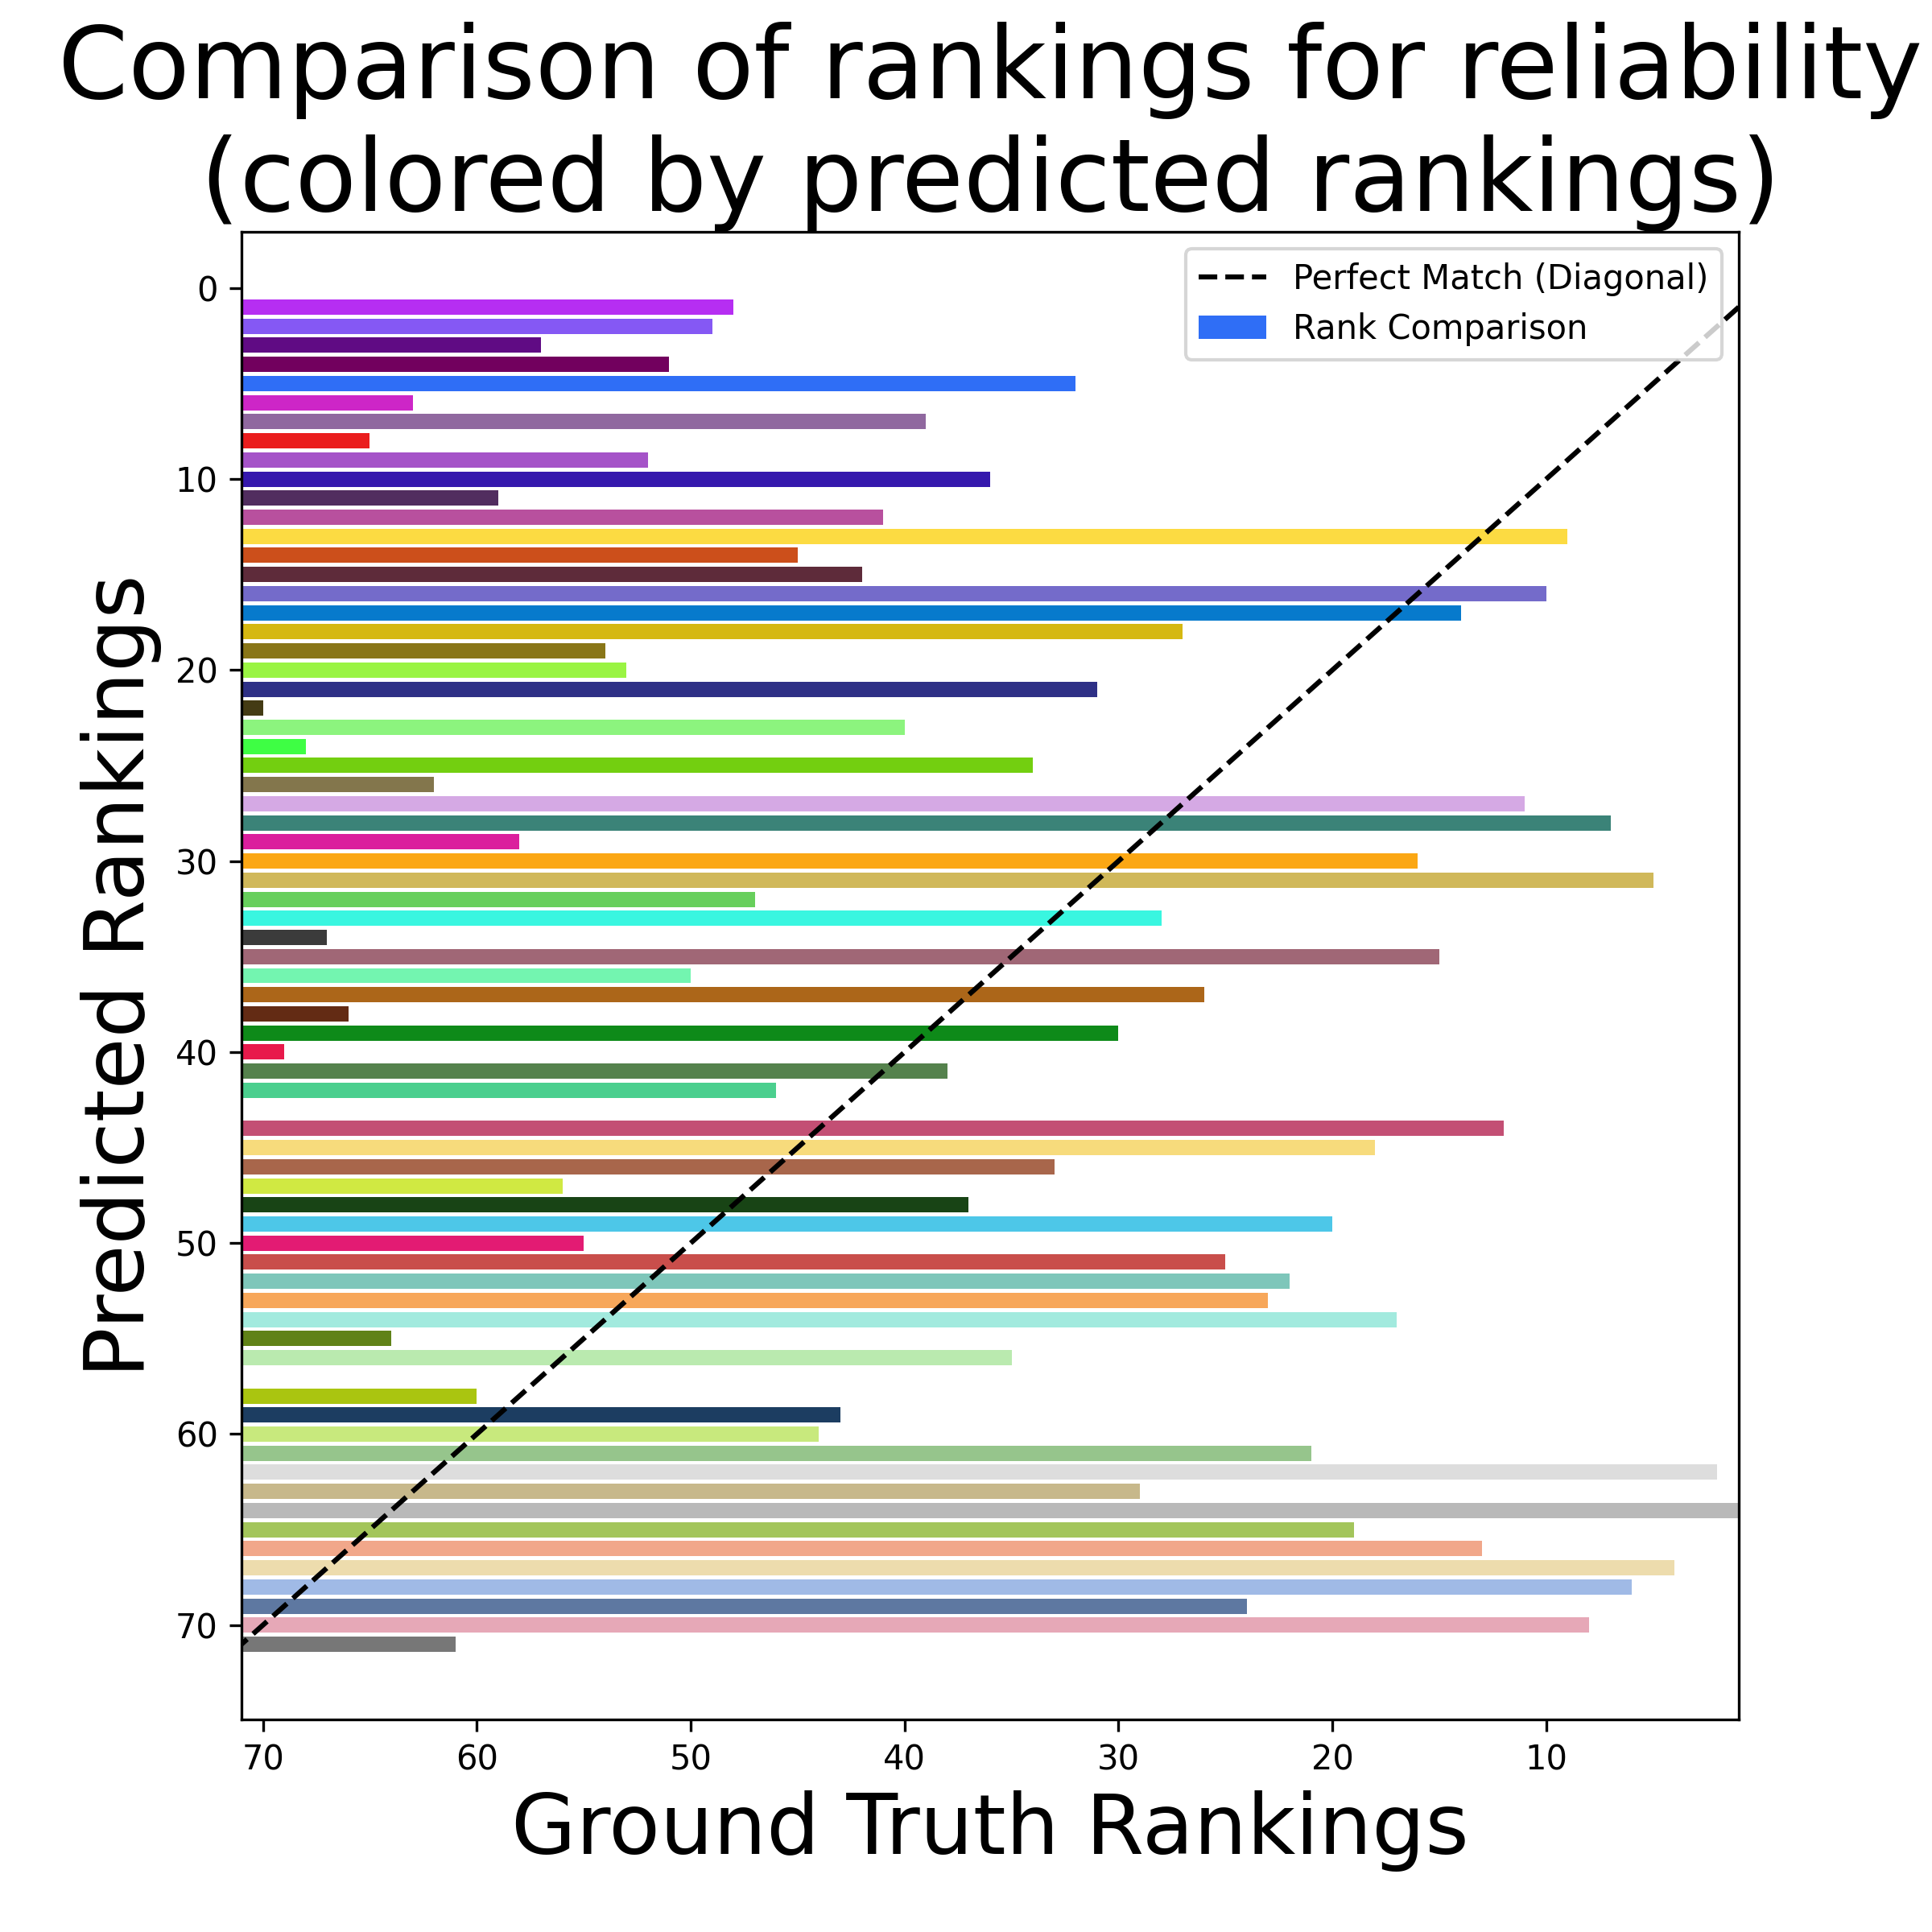 Comparison of rankings for reliability
(colored by predicted rankings)
Perfect Match (Diagonal)
Rank Comparison
Predicted Rankings
0
10
20
30
40
50
60
70
70 60 50 40 30 20 10
Ground Truth Rankings